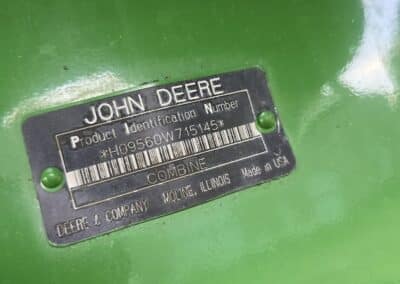 JOHN DEERE
Product Identification Number
*H09560W715145*
COMBINE
DEERE & COMPANY MOLINE, ILLINOIS Made in USA